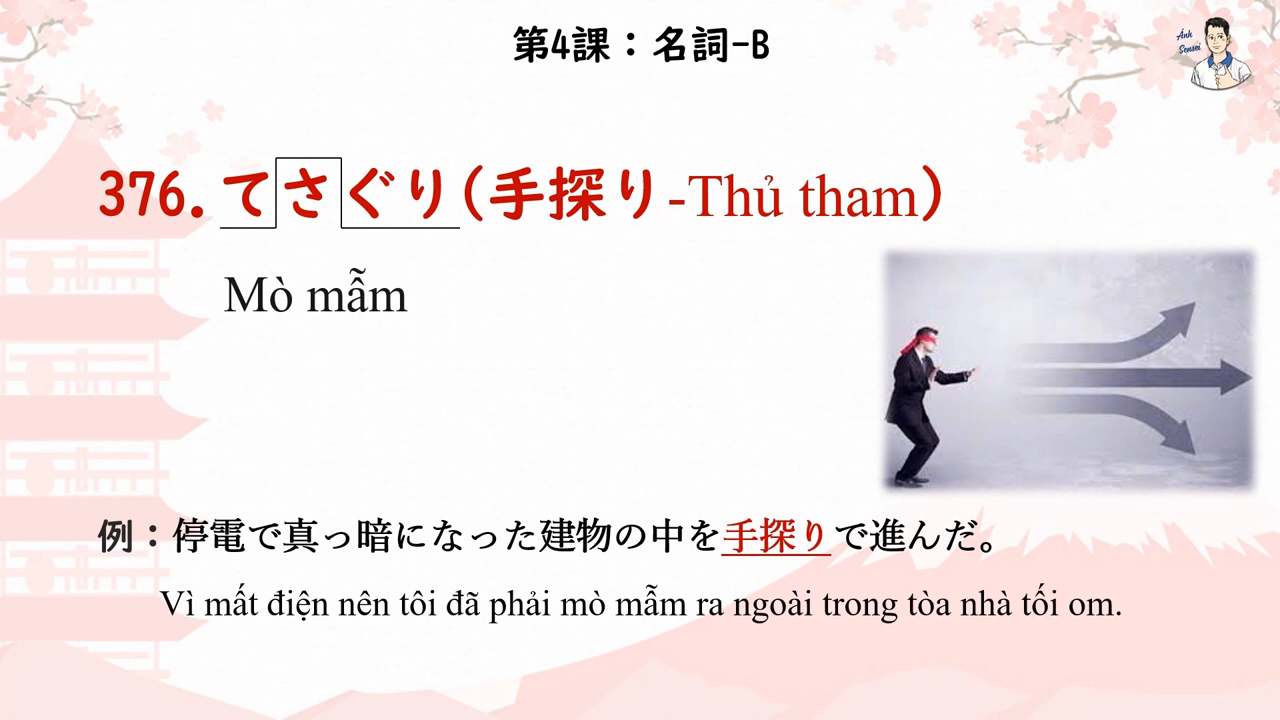 第4課：名詞-B
Ánh
Sensei
376. てさぐり(手探り-Thủ tham)
Mò mẫm
例：停電で真っ暗になった建物の中を手探りで進んだ。
Vì mất điện nên tôi đã phải mò mẫm ra ngoài trong tòa nhà tối om.